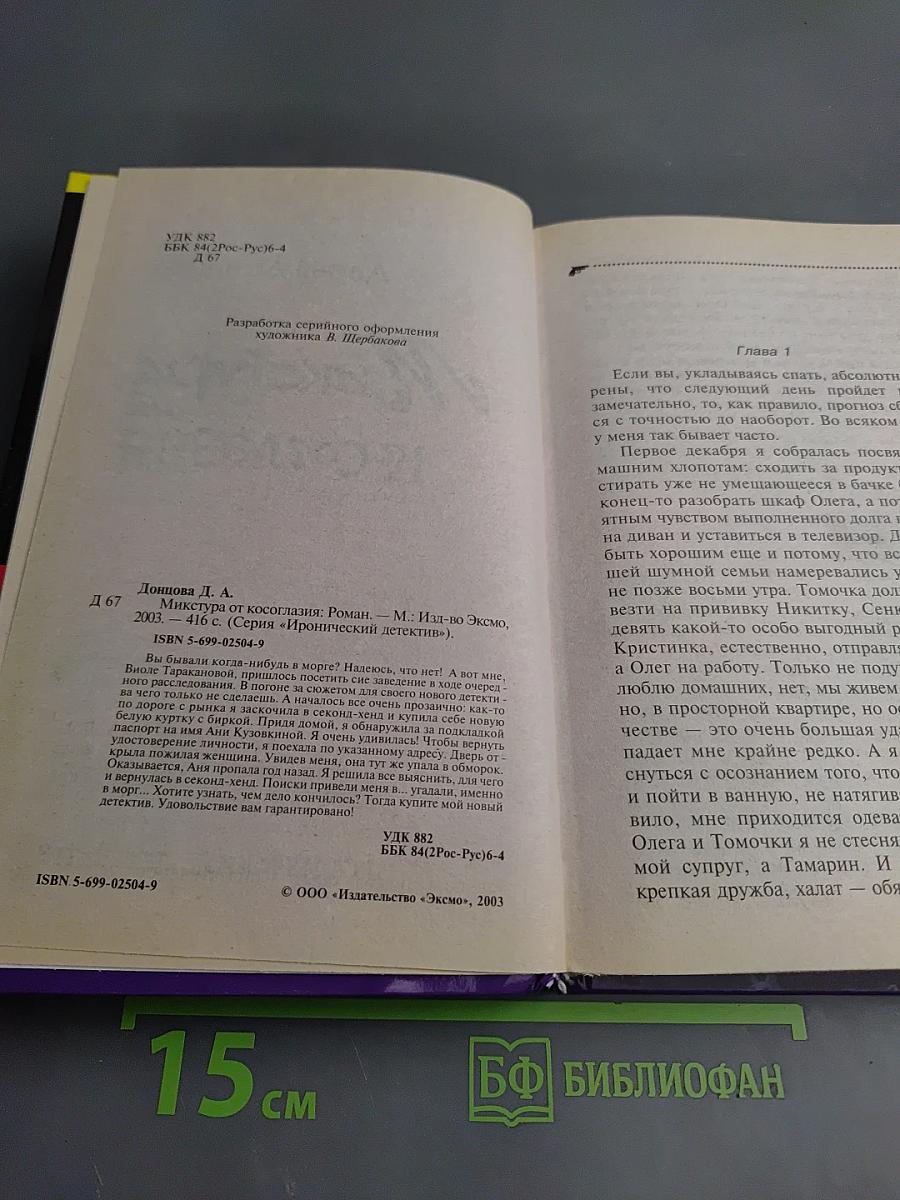 УДК 882
ББК 84(2Рос-Рус)6-4
Д 67
Разработка серийного оформления
художника В. Щербакова
Донцова Д. А.
Д 67 Микстура от косоглазия: Роман. — М.: Изд-во Эксмо,
2003. — 416 с. (Серия «Иронический детектив»).
ISBN 5-699-02504-9
Вы бывали когда-нибудь в морге? Надеюсь, что нет! А вот мне,
Виоле Таракановой, пришлось посетить сие заведение в ходе очеред-
ного расследования. В погоне за сюжетом для своего нового детекти-
ва чего только не сделаешь. А началось все очень прозаично: как-то
по дороге с рынка я заскочила в секонд-хенд и купила себе новую
белую куртку с биркой. Придя домой, я обнаружила за подкладкой
паспорт на имя Ани Кузовкиной. Я очень удивилась! Чтобы вернуть
удостоверение личности, я поехала по указанному адресу. Дверь от-
крыла пожилая женщина. Увидев меня, она тут же упала в обморок.
Оказывается, Аня пропала год назад. Я решила все выяснить, для чего
и вернулась в секонд-хенд. Поиски привели меня в... угадали, именно
в морг... Хотите узнать, чем дело кончилось? Тогда купите мой новый
детектив. Удовольствие вам гарантировано!
УДК 882
ББК 84(2Рос-Рус)6-4
ISBN 5-699-02504-9
© ООО «Издательство «Эксмо», 2003
Глава 1
Если вы, укладываясь спать, абсолютн
рены, что следующий день пройдет
замечательно, то, как правило, прогноз сб
ся с точностью до наоборот. Во всяком
у меня так бывает часто.
Первое декабря я собралась посвя
машним хлопотам: сходить за продукт
стирать уже не умещающееся в бачке
конец-то разобрать шкаф Олега, а пот
ятным чувством выполненного долга
на диван и уставиться в телевизор. Д
быть хорошим еще и потому, что вс
шей шумной семьи намеревались у
не позже восьми утра. Томочка дол
везти на прививку Никитку, Сеню
девять какой-то особо выгодный р
Кристинка, естественно, отправля
а Олег на работу. Только не поду
люблю домашних, нет, мы живем
но, в просторной квартире, но о
честве — это очень большая уда
падает мне крайне редко. А я
снуться с осознанием того, что
и пойти в ванную, не натягив
вило, мне приходится одева
Олега и Томочки я не стесня
мой супруг, а Тамарин. И
крепкая дружба, халат — обя
15 см
БФ БИБЛИОФАН